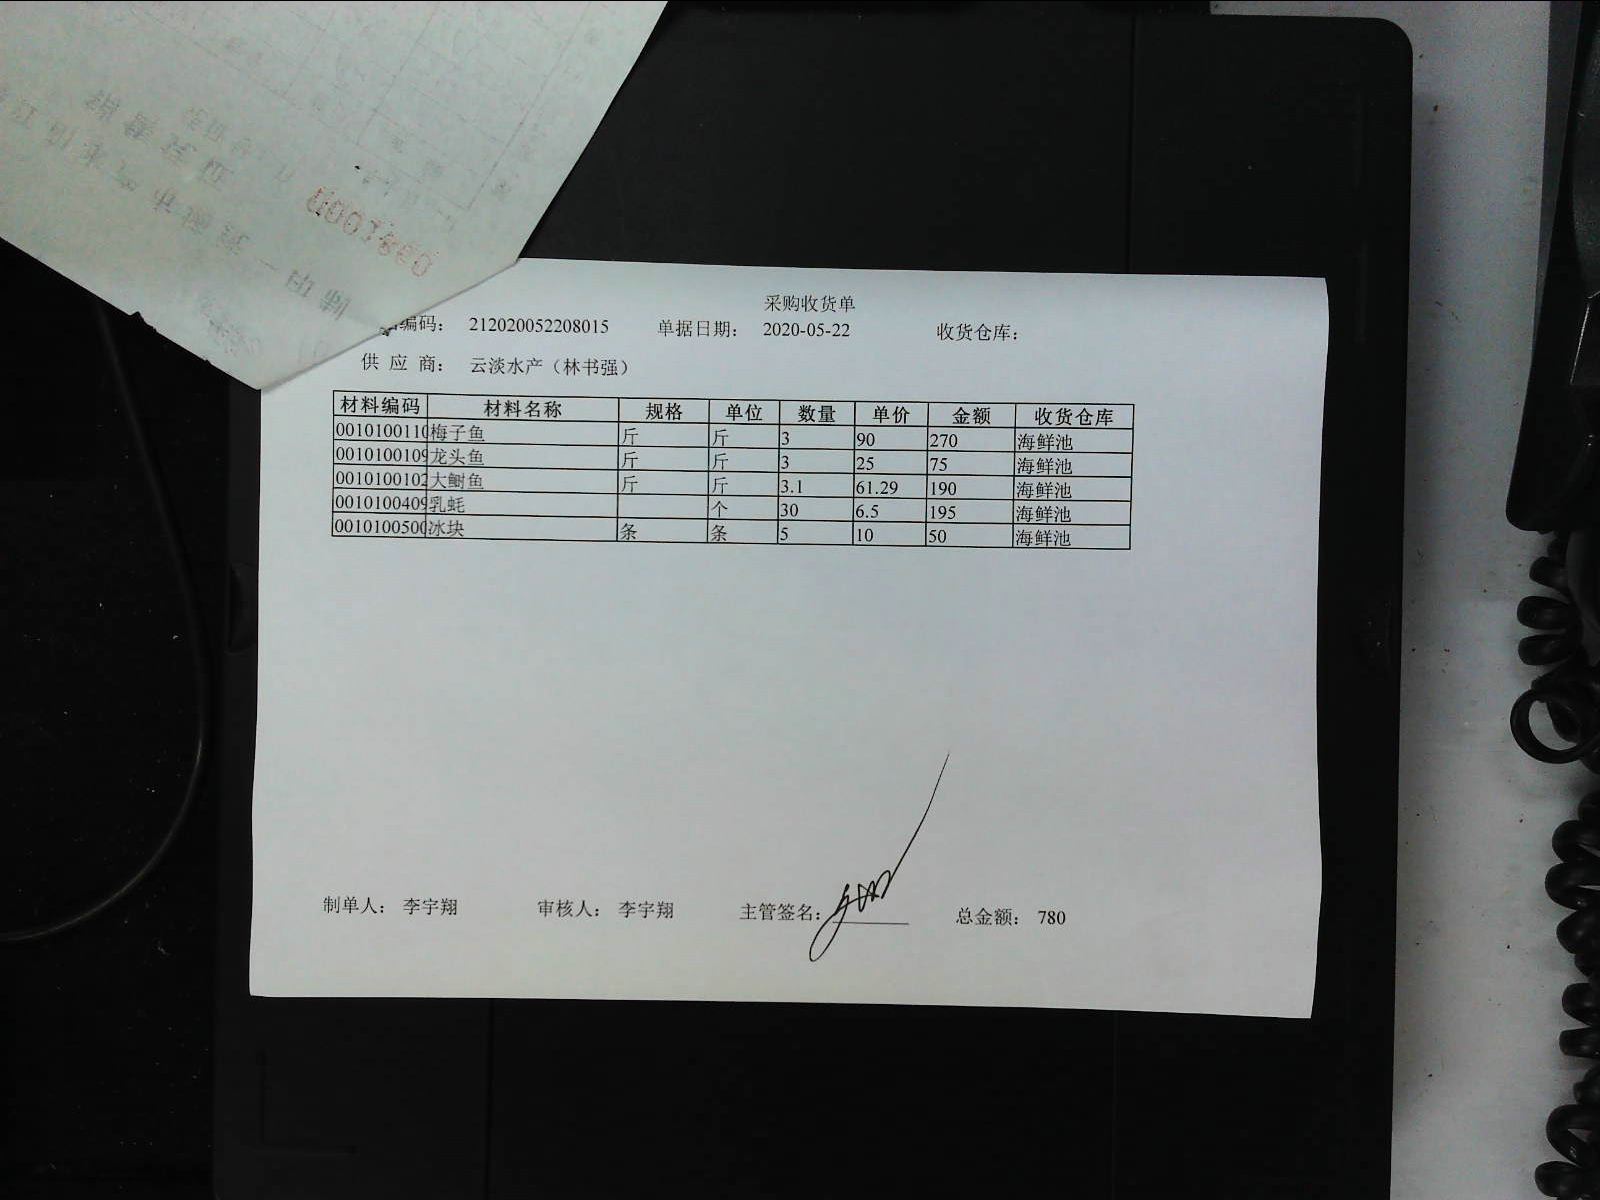 采购收货单
编码： 212020052208015 单据日期： 2020-05-22 收货仓库：
供 应 商： 云淡水产（林书强）
材料编码 材料名称 规格 单位 数量 单价 金额 收货仓库
0010100110 梅子鱼 斤 斤 3 90 270 海鲜池
0010100109 龙头鱼 斤 斤 3 25 75 海鲜池
0010100102 大鲥鱼 斤 斤 3.1 61.29 190 海鲜池
0010100409 乳蚝 个 30 6.5 195 海鲜池
0010100500 冰块 条 条 5 10 50 海鲜池
制单人： 李宇翔 审核人： 李宇翔 主管签名： 总金额： 780